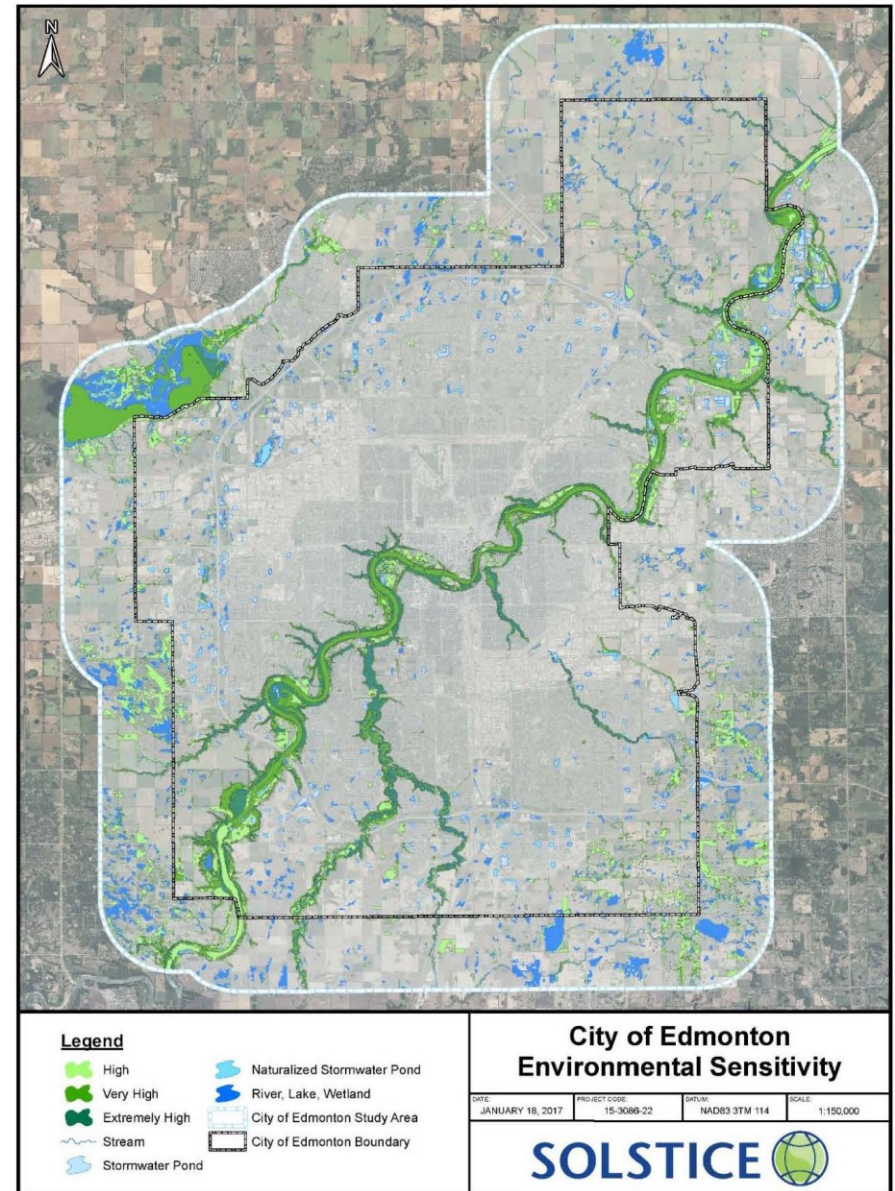 N
Legend
High
Very High
Extremely High
Stream
Stormwater Pond
Naturalized Stormwater Pond
River, Lake, Wetland
City of Edmonton Study Area
City of Edmonton Boundary
City of Edmonton
Environmental Sensitivity
DATE: PROJECT CODE: DATUM: SCALE:
JANUARY 18, 2017 15-3086-22 NAD83 3TM 114 1:150,000
SOLSTICE